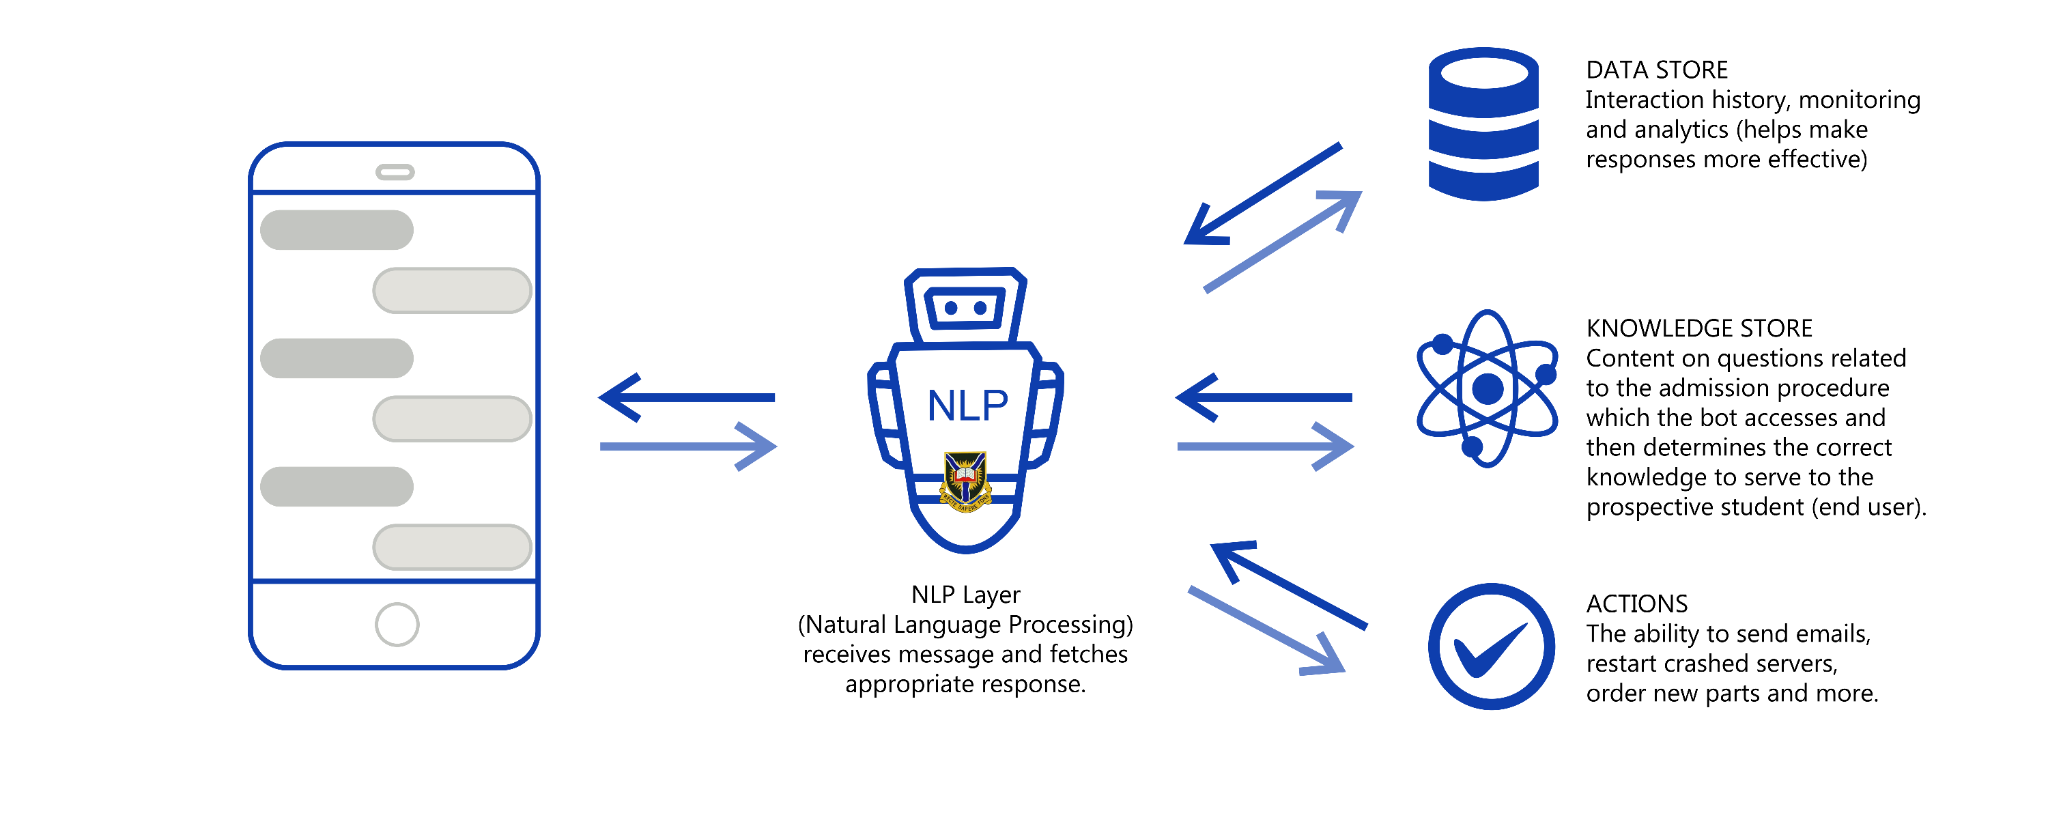 DATA STORE
Interaction history, monitoring
and analytics (helps make
responses more effective)
NLP
KNOWLEDGE STORE
Content on questions related
to the admission procedure
which the bot accesses and
then determines the correct
knowledge to serve to the
prospective student (end user).
NLP Layer
(Natural Language Processing)
receives message and fetches
appropriate response.
ACTIONS
The ability to send emails,
restart crashed servers,
order new parts and more.